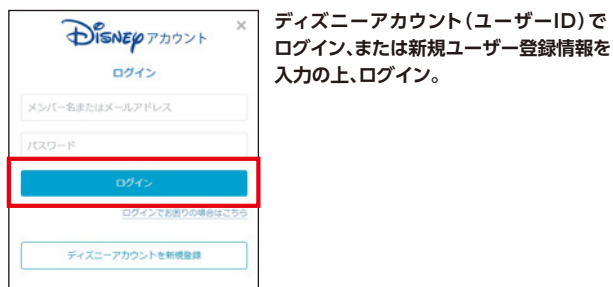 Disney アカウント ×
ログイン
メンバー名またはメールアドレス
パスワード
ログイン
ログインでお困りの場合はこちら
ディズニーアカウントを新規登録
ディズニーアカウント(ユーザーID)で
ログイン、または新規ユーザー登録情報を
入力の上、ログイン。